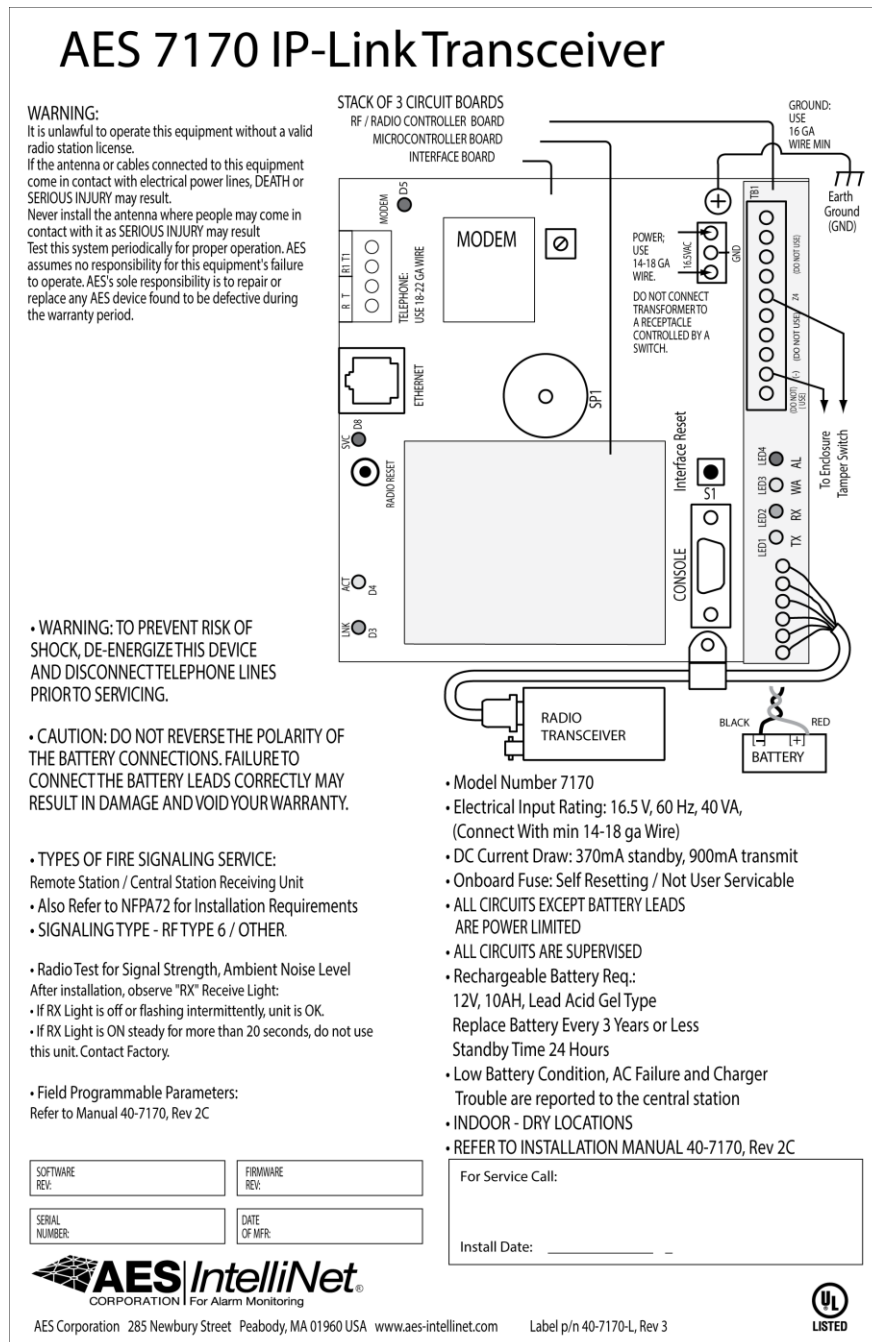 AES 7170 IP-Link Transceiver
WARNING:
It is unlawful to operate this equipment without a valid
radio station license.
If the antenna or cables connected to this equipment
come in contact with electrical power lines, DEATH or
SERIOUS INJURY may result.
Never install the antenna where people may come in
contact with it as SERIOUS INJURY may result
Test this system periodically for proper operation. AES
assumes no responsibility for this equipment's failure
to operate. AES's sole responsibility is to repair or
replace any AES device found to be defective during
the warranty period.
STACK OF 3 CIRCUIT BOARDS
RF / RADIO CONTROLLER BOARD
MICROCONTROLLER BOARD
INTERFACE BOARD
GROUND:
USE
16 GA
WIRE MIN
Earth
Ground
(GND)
MODEM
D5
R T R1 T1
TELEPHONE:
USE 18-22 GA WIRE
MODEM
POWER;
USE
14-18 GA
WIRE.
16.5VAC
GND
DO NOT CONNECT
TRANSFORMER TO
A RECEPTACLE
CONTROLLED BY A
SWITCH.
TB1
(DO NOT USE)
Z4
(DO NOT USE)
(-)
(DO NOT)
( USE)
To Enclosure
Tamper Switch
ETHERNET
SP1
SVC
D8
RADIO RESET
Interface Reset
S1
CONSOLE
LED4 AL
LED3 WA
LED2 RX
LED1 TX
ACT
D4
LNK
D3
RADIO
TRANSCEIVER
BLACK
RED
[–] [+]
BATTERY
• WARNING: TO PREVENT RISK OF
SHOCK, DE-ENERGIZE THIS DEVICE
AND DISCONNECT TELEPHONE LINES
PRIOR TO SERVICING.
• CAUTION: DO NOT REVERSE THE POLARITY OF
THE BATTERY CONNECTIONS. FAILURE TO
CONNECT THE BATTERY LEADS CORRECTLY MAY
RESULT IN DAMAGE AND VOID YOUR WARRANTY.
• TYPES OF FIRE SIGNALING SERVICE:
Remote Station / Central Station Receiving Unit
• Also Refer to NFPA72 for Installation Requirements
• SIGNALING TYPE - RF TYPE 6 / OTHER.
• Radio Test for Signal Strength, Ambient Noise Level
After installation, observe "RX" Receive Light:
• If RX Light is off or flashing intermittently, unit is OK.
• If RX Light is ON steady for more than 20 seconds, do not use
this unit. Contact Factory.
• Field Programmable Parameters:
Refer to Manual 40-7170, Rev 2C
• Model Number 7170
• Electrical Input Rating: 16.5 V, 60 Hz, 40 VA,
(Connect With min 14-18 ga Wire)
• DC Current Draw: 370mA standby, 900mA transmit
• Onboard Fuse: Self Resetting / Not User Servicable
• ALL CIRCUITS EXCEPT BATTERY LEADS
ARE POWER LIMITED
• ALL CIRCUITS ARE SUPERVISED
• Rechargeable Battery Req.:
12V, 10AH, Lead Acid Gel Type
Replace Battery Every 3 Years or Less
Standby Time 24 Hours
• Low Battery Condition, AC Failure and Charger
Trouble are reported to the central station
• INDOOR - DRY LOCATIONS
• REFER TO INSTALLATION MANUAL 40-7170, Rev 2C
SOFTWARE
REV:
FIRMWARE
REV:
SERIAL
NUMBER:
DATE
OF MFR:
For Service Call:
Install Date: ____________ _
AES IntelliNet®
CORPORATION For Alarm Monitoring
UL
LISTED
AES Corporation 285 Newbury Street Peabody, MA 01960 USA www.aes-intellinet.com Label p/n 40-7170-L, Rev 3